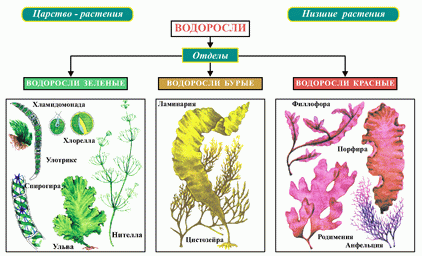 Царство - растения
Низшие растения
ВОДОРОСЛИ
Отделы
ВОДОРОСЛИ ЗЕЛЕНЫЕ
ВОДОРОСЛИ БУРЫЕ
ВОДОРОСЛИ КРАСНЫЕ
Хламидомонада
Хлорелла
Улотрикс
Спирогира
Ульва
Нителла
Ламинария
Цистозейра
Филлофора
Порфира
Родимения
Анфельция